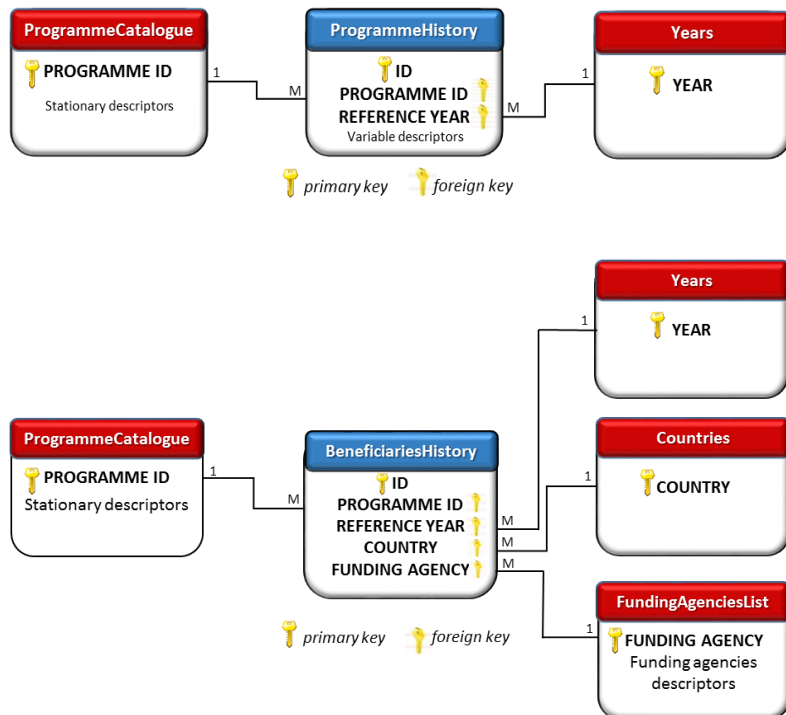 ProgrammeCatalogue
PROGRAMME ID
Stationary descriptors
1
M
ProgrammeHistory
ID
PROGRAMME ID
REFERENCE YEAR
Variable descriptors
M
1
Years
YEAR
primary key
foreign key
ProgrammeCatalogue
PROGRAMME ID
Stationary descriptors
1
M
BeneficiariesHistory
ID
PROGRAMME ID
REFERENCE YEAR
COUNTRY
FUNDING AGENCY
M
M
M
1
Years
YEAR
1
Countries
COUNTRY
1
FundingAgenciesList
FUNDING AGENCY
Funding agencies
descriptors
primary key
foreign key